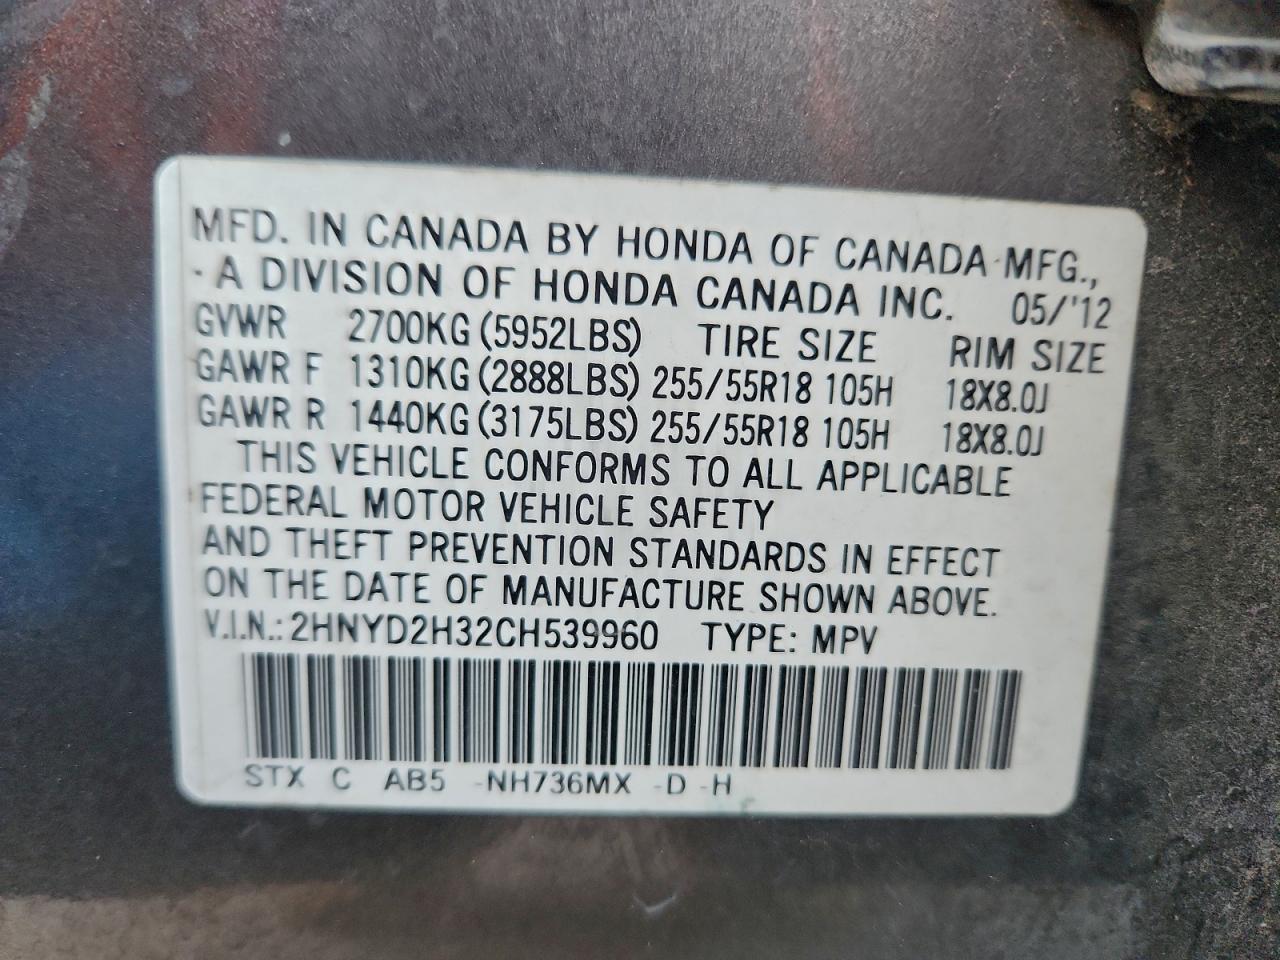 MFD. IN CANADA BY HONDA OF CANADA MFG.,
- A DIVISION OF HONDA CANADA INC. 05/'12
GVWR 2700KG (5952LBS) TIRE SIZE RIM SIZE
GAWR F 1310KG (2888LBS) 255/55R18 105H 18X8.0J
GAWR R 1440KG (3175LBS) 255/55R18 105H 18X8.0J
THIS VEHICLE CONFORMS TO ALL APPLICABLE
FEDERAL MOTOR VEHICLE SAFETY
AND THEFT PREVENTION STANDARDS IN EFFECT
ON THE DATE OF MANUFACTURE SHOWN ABOVE.
V.I.N.: 2HNYD2H32CH539960 TYPE: MPV
STX C AB5 -NH736MX -D -H